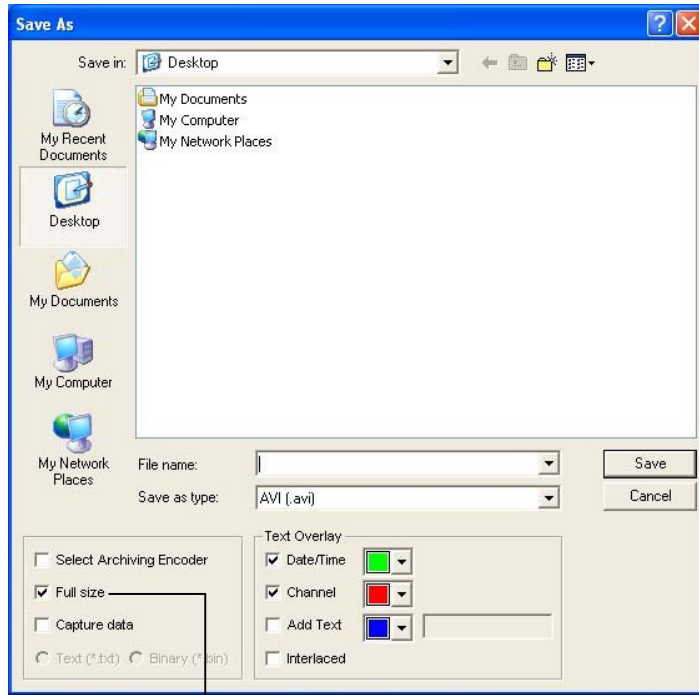 Save As
Save in: Desktop
My Documents
My Computer
My Network Places
My Recent
Documents
Desktop
My Documents
My Computer
My Network
Places
File name:
Save
Save as type: AVI (.avi)
Cancel
Select Archiving Encoder
Full size
Capture data
Text (*.txt) Binary (*.bin)
Text Overlay
Date/Time
Channel
Add Text
Interlaced